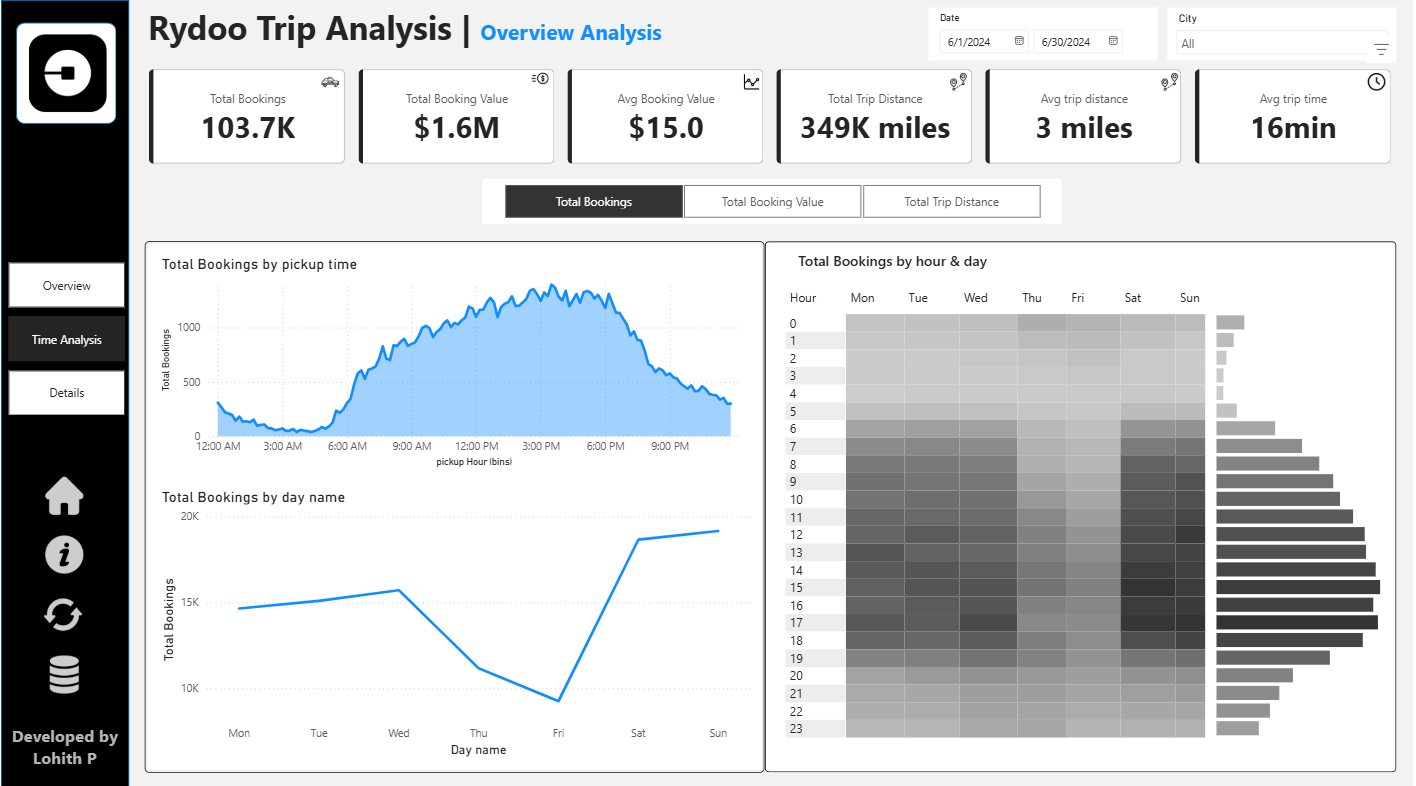 Rydoo Trip Analysis | Overview Analysis
Date
6/1/2024
6/30/2024
City
All
Total Bookings
103.7K
Total Booking Value
$1.6M
Avg Booking Value
$15.0
Total Trip Distance
349K miles
Avg trip distance
3 miles
Avg trip time
16min
Total Bookings
Total Booking Value
Total Trip Distance
Overview
Time Analysis
Details
Developed by
Lohith P
Total Bookings by pickup time
Total Bookings
1000
500
0
12:00 AM 3:00 AM 6:00 AM 9:00 AM 12:00 PM 3:00 PM 6:00 PM 9:00 PM
pickup Hour (bins)
Total Bookings by day name
Total Bookings
20K
15K
10K
Mon Tue Wed Thu Fri Sat Sun
Day name
Total Bookings by hour & day
Hour Mon Tue Wed Thu Fri Sat Sun
0
1
2
3
4
5
6
7
8
9
10
11
12
13
14
15
16
17
18
19
20
21
22
23